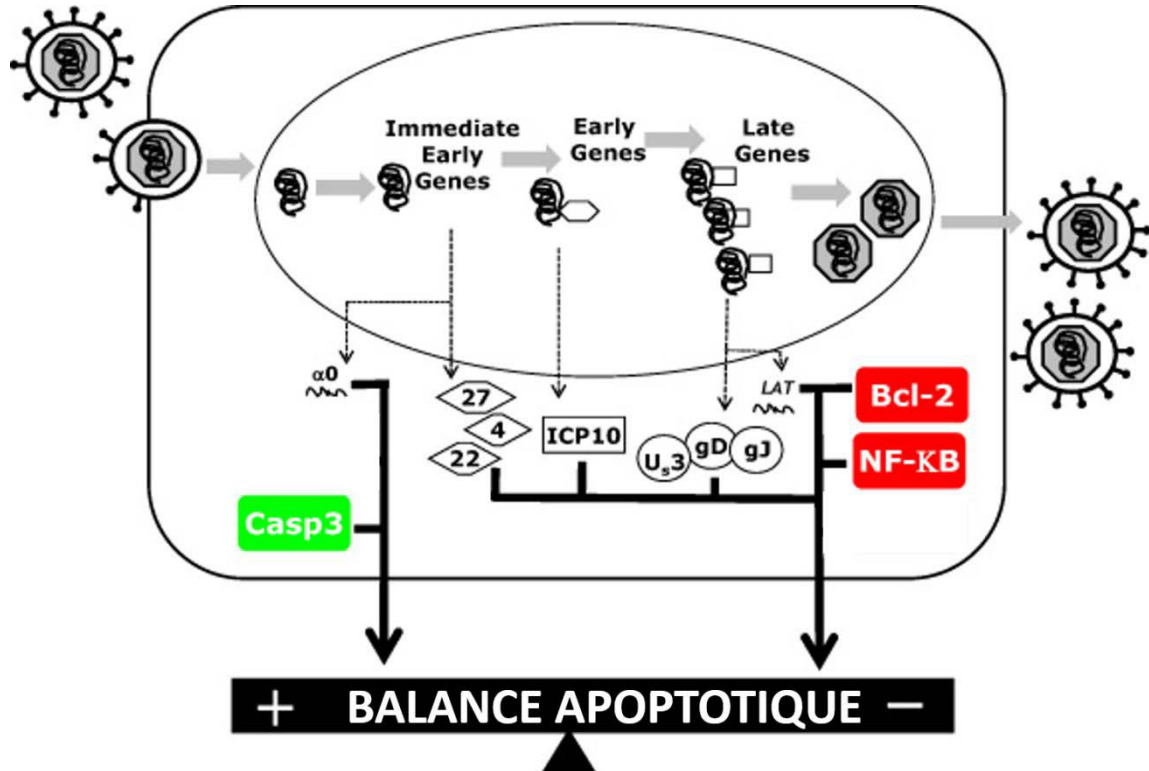 Immediate
Early
Genes
Early
Genes
Late
Genes
α0
27
4
22
ICP10
Us3
gD
gJ
LAT
Bcl-2
NF-KB
Casp3
+ BALANCE APOPTOTIQUE −